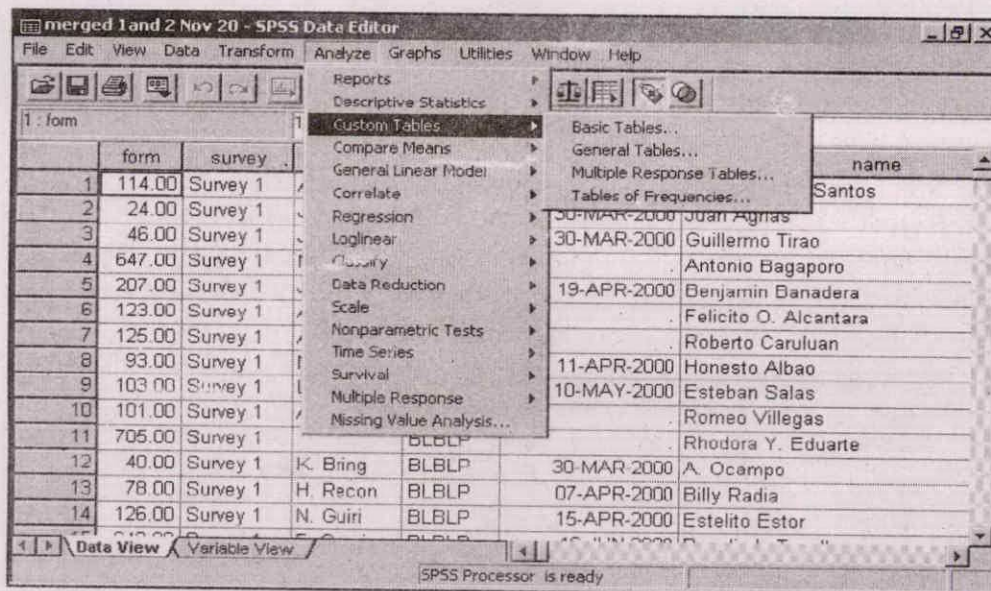 merged 1and 2 Nov 20 - SPSS Data Editor
File Edit View Data Transform Analyze Graphs Utilities Window Help
1 : form
Reports
Descriptive Statistics
Custom Tables
Compare Means
General Linear Model
Correlate
Regression
Loglinear
Classify
Data Reduction
Scale
Nonparametric Tests
Time Series
Survival
Multiple Response
Missing Value Analysis...
Basic Tables...
General Tables...
Multiple Response Tables...
Tables of Frequencies...
form survey name
1 114.00 Survey 1 Santos
2 24.00 Survey 1 30-MAR-2000 Juan Agrias
3 46.00 Survey 1 30-MAR-2000 Guillermo Tirao
4 647.00 Survey 1 . Antonio Bagaporo
5 207.00 Survey 1 19-APR-2000 Benjamin Banadera
6 123.00 Survey 1 . Felicito O. Alcantara
7 125.00 Survey 1 . Roberto Caruluan
8 93.00 Survey 1 11-APR-2000 Honesto Albao
9 103.00 Survey 1 10-MAY-2000 Esteban Salas
10 101.00 Survey 1 . Romeo Villegas
11 705.00 Survey 1 BLBLP . Rhodora Y. Eduarte
12 40.00 Survey 1 K. Bring BLBLP 30-MAR-2000 A. Ocampo
13 78.00 Survey 1 H. Recon BLBLP 07-APR-2000 Billy Radia
14 126.00 Survey 1 N. Guiri BLBLP 15-APR-2000 Estelito Estor
Data View Variable View
SPSS Processor is ready